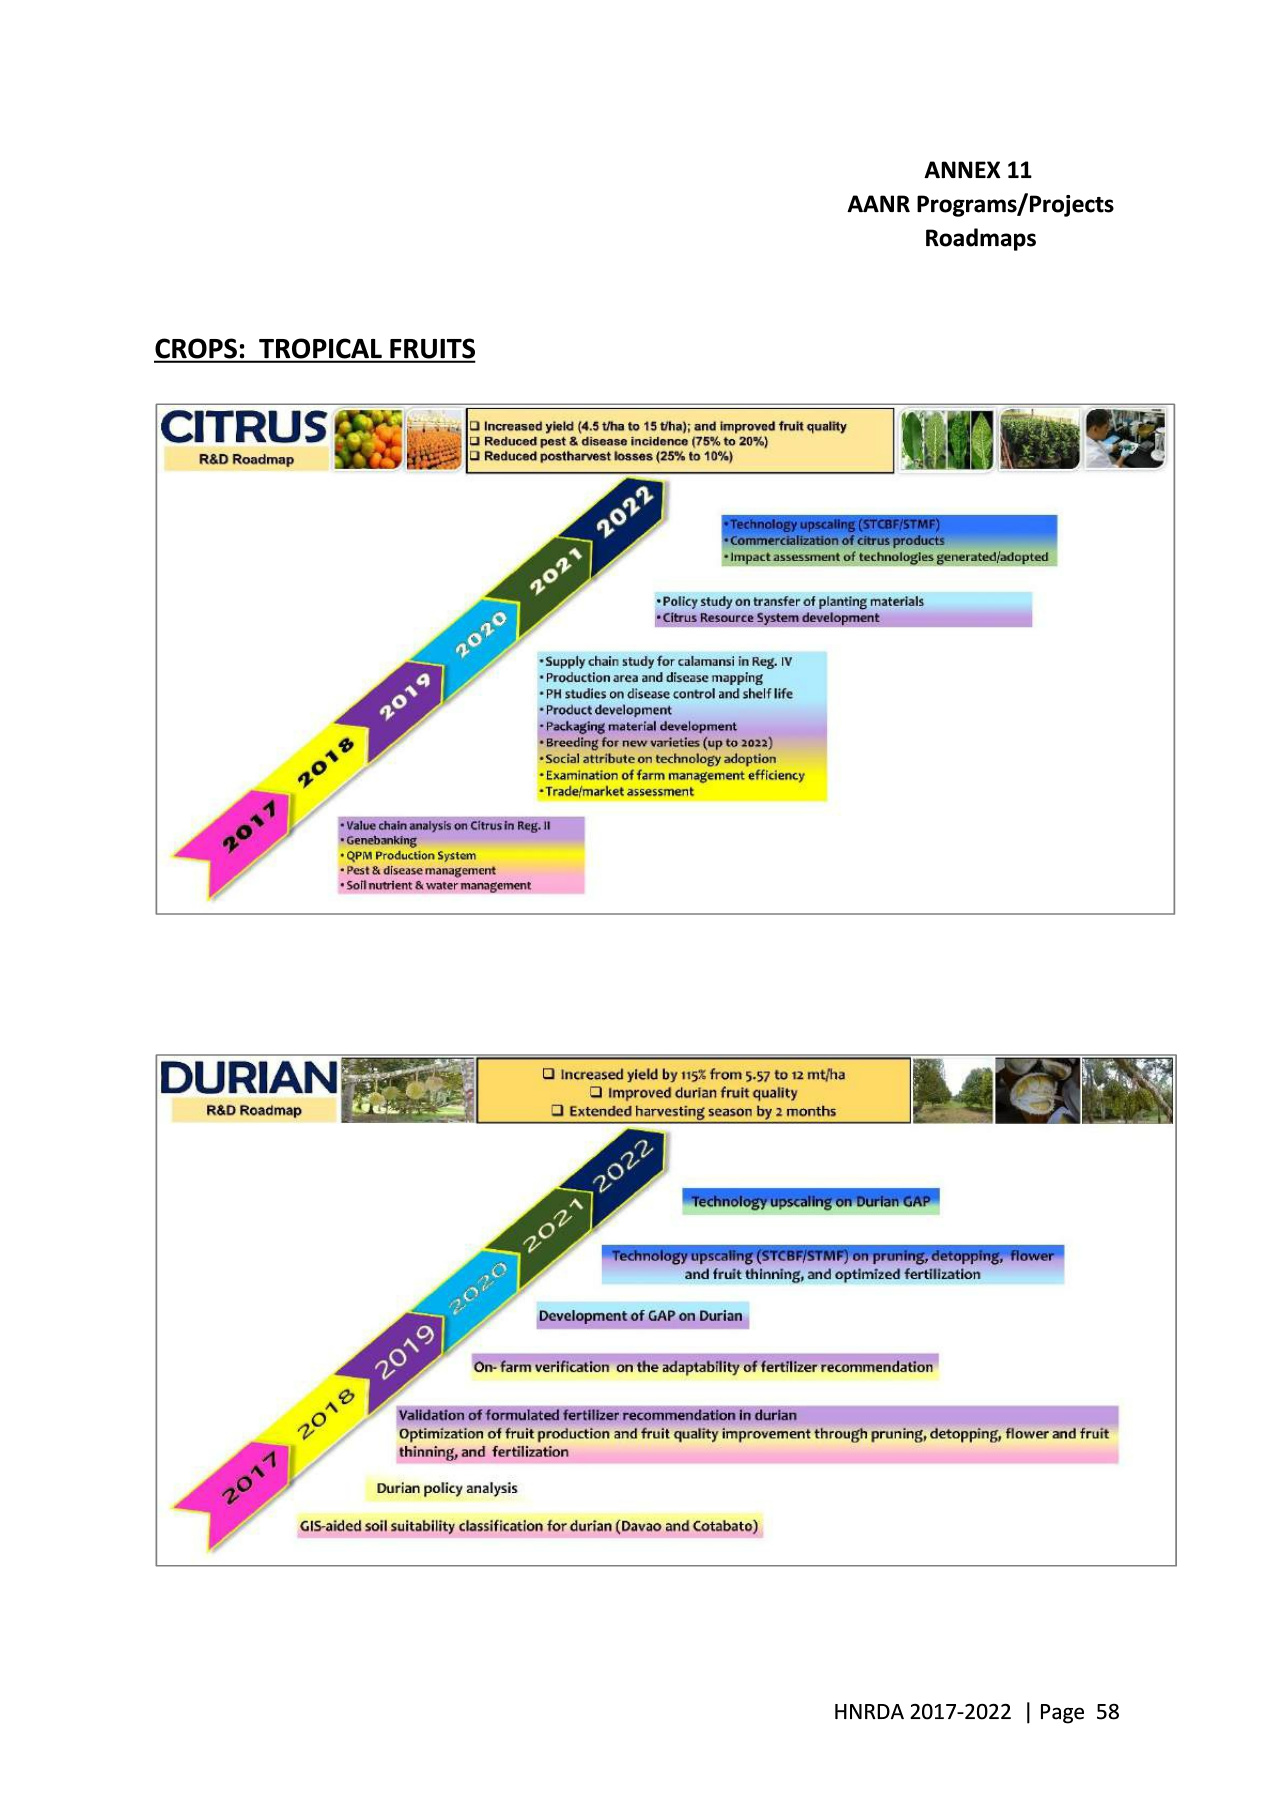 ANNEX 11
AANR Programs/Projects
Roadmaps
CROPS:  TROPICAL FRUITS
CITRUS
R&D Roadmap
❑ Increased yield (4.5 t/ha to 15 t/ha); and improved fruit quality
❑ Reduced pest & disease incidence (75% to 20%)
❑ Reduced postharvest losses (25% to 10%)
2022
2021
2020
2019
2018
2017
•Technology upscaling (STCBF/STMF)
•Commercialization of citrus products
•Impact assessment of technologies generated/adopted
•Policy study on transfer of planting materials
•Citrus Resource System development
•Supply chain study for calamansi in Reg. IV
•Production area and disease mapping
•PH studies on disease control and shelf life
•Product development
•Packaging material development
•Breeding for new varieties (up to 2022)
•Social attribute on technology adoption
•Examination of farm management efficiency
•Trade/market assessment
•Value chain analysis on Citrus in Reg. II
•Genebanking
•QPM Production System
•Pest & disease management
•Soil nutrient & water management
DURIAN
R&D Roadmap
❑ Increased yield by 115% from 5.57 to 12 mt/ha
❑ Improved durian fruit quality
❑ Extended harvesting season by 2 months
2022
2021
2020
2019
2018
2017
Technology upscaling on Durian GAP
Technology upscaling (STCBF/STMF) on pruning, detopping, flower
and fruit thinning, and optimized fertilization
Development of GAP on Durian
On- farm verification on the adaptability of fertilizer recommendation
Validation of formulated fertilizer recommendation in durian
Optimization of fruit production and fruit quality improvement through pruning, detopping, flower and fruit
thinning, and fertilization
Durian policy analysis
GIS-aided soil suitability classification for durian (Davao and Cotabato)
HNRDA 2017-2022 | Page 58